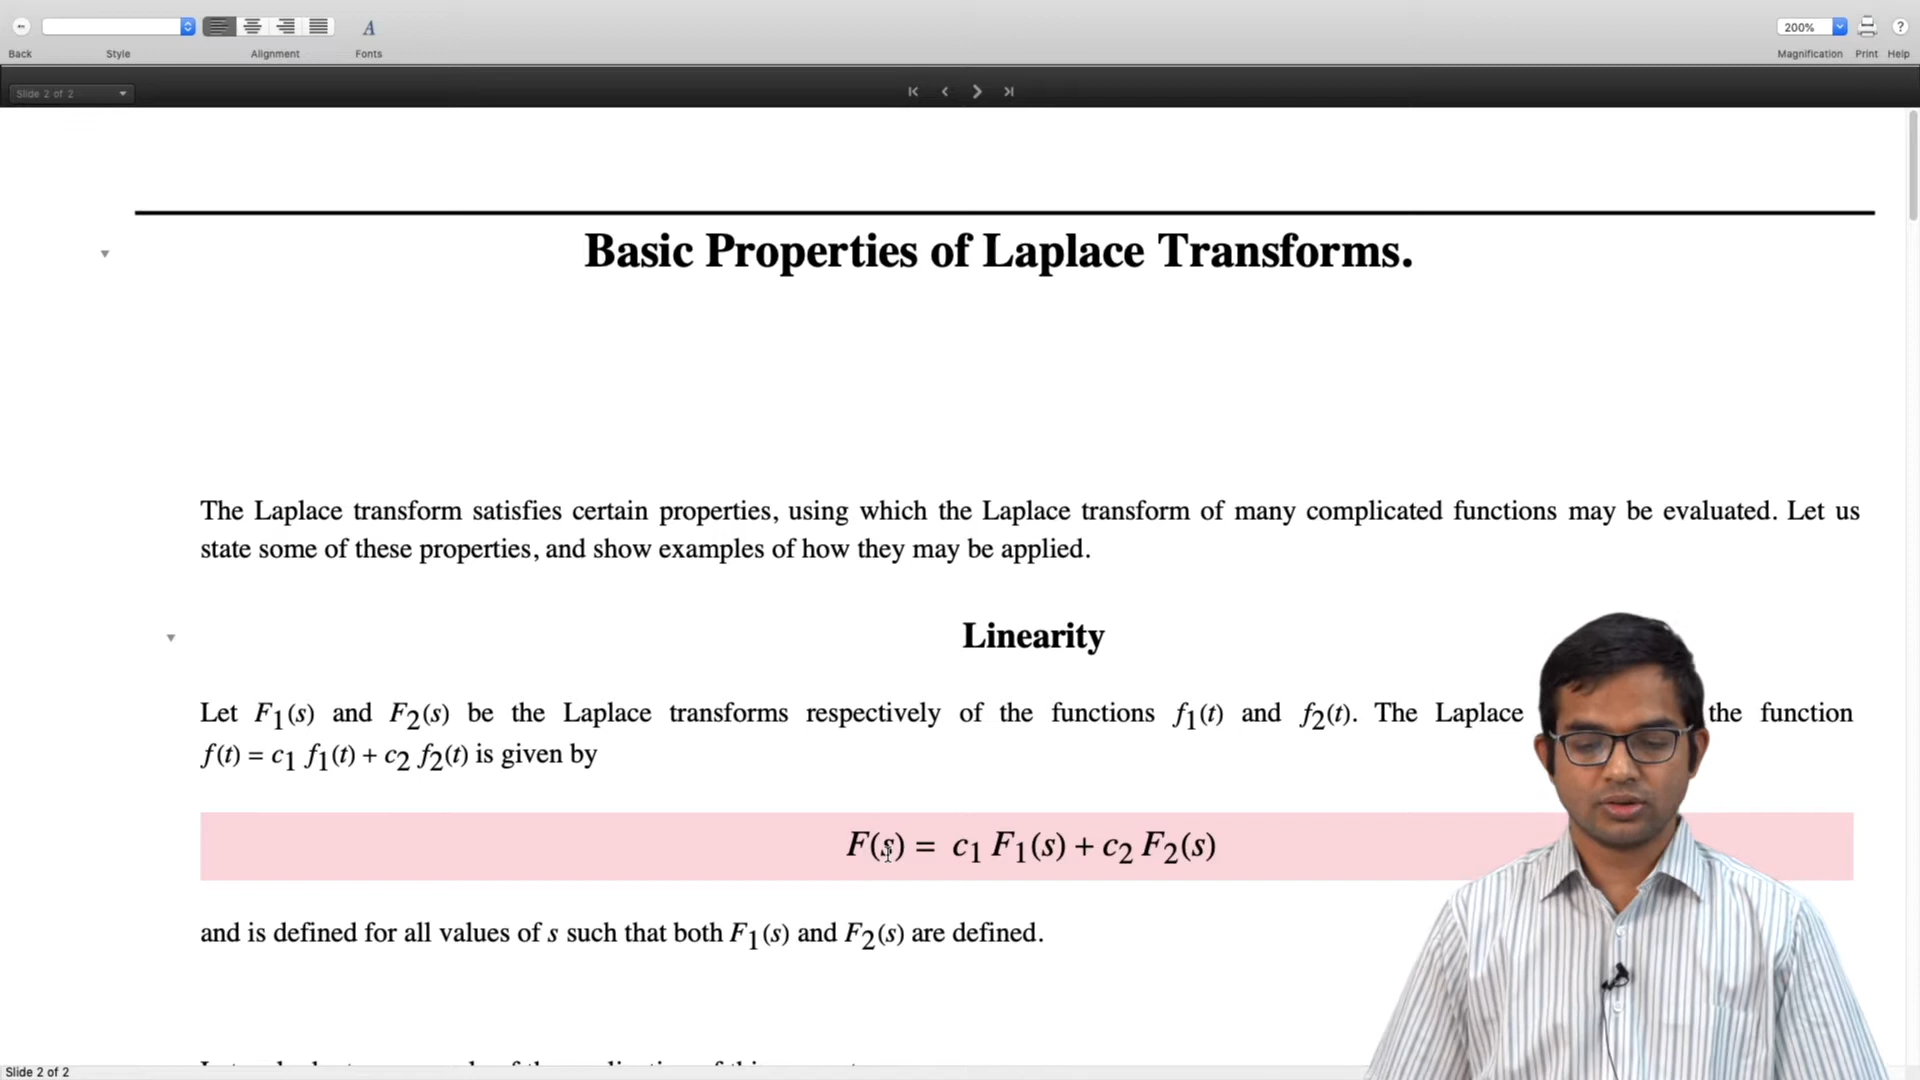 200%
Back Style Alignment Fonts Magnification Print Help
Slide 2 of 2
Basic Properties of Laplace Transforms.
The Laplace transform satisfies certain properties, using which the Laplace transform of many complicated functions may be evaluated. Let us
state some of these properties, and show examples of how they may be applied.
Linearity
Let F₁(s) and F₂(s) be the Laplace transforms respectively of the functions f₁(t) and f₂(t). The Laplace the function
f(t) = c₁ f₁(t) + c₂ f₂(t) is given by
F(s) = c₁ F₁(s) + c₂ F₂(s)
and is defined for all values of s such that both F₁(s) and F₂(s) are defined.
Slide 2 of 2